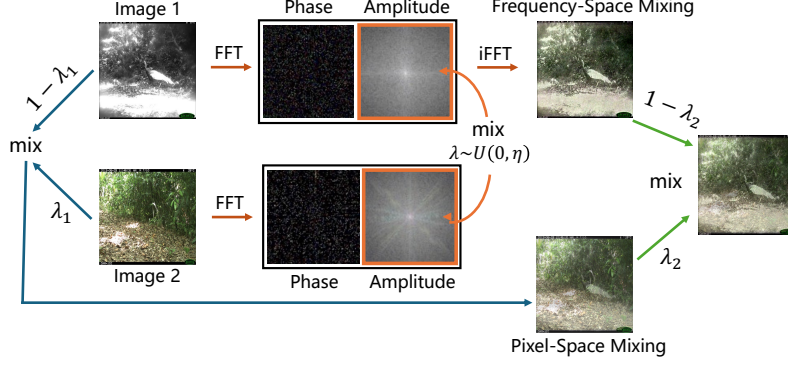 Image 1
Phase
Amplitude
Frequency-Space Mixing
FFT
iFFT
1 − λ₁
mix
λ₁
mix
λ~U(0, η)
1 − λ₂
mix
λ₂
FFT
Image 2
Phase
Amplitude
Pixel-Space Mixing